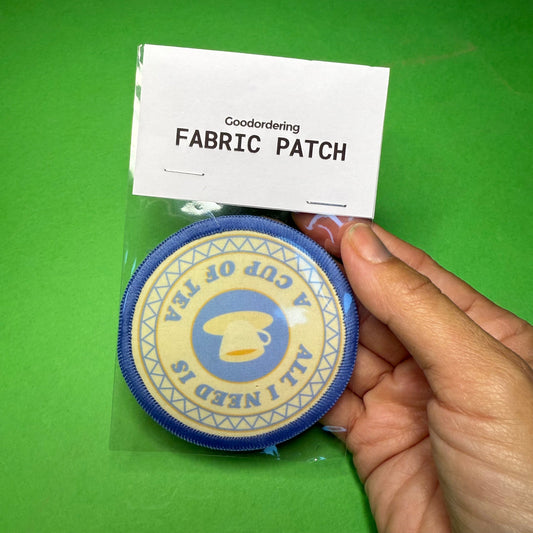 Goodordering
FABRIC PATCH
ALL I NEED IS
A CUP OF TEA